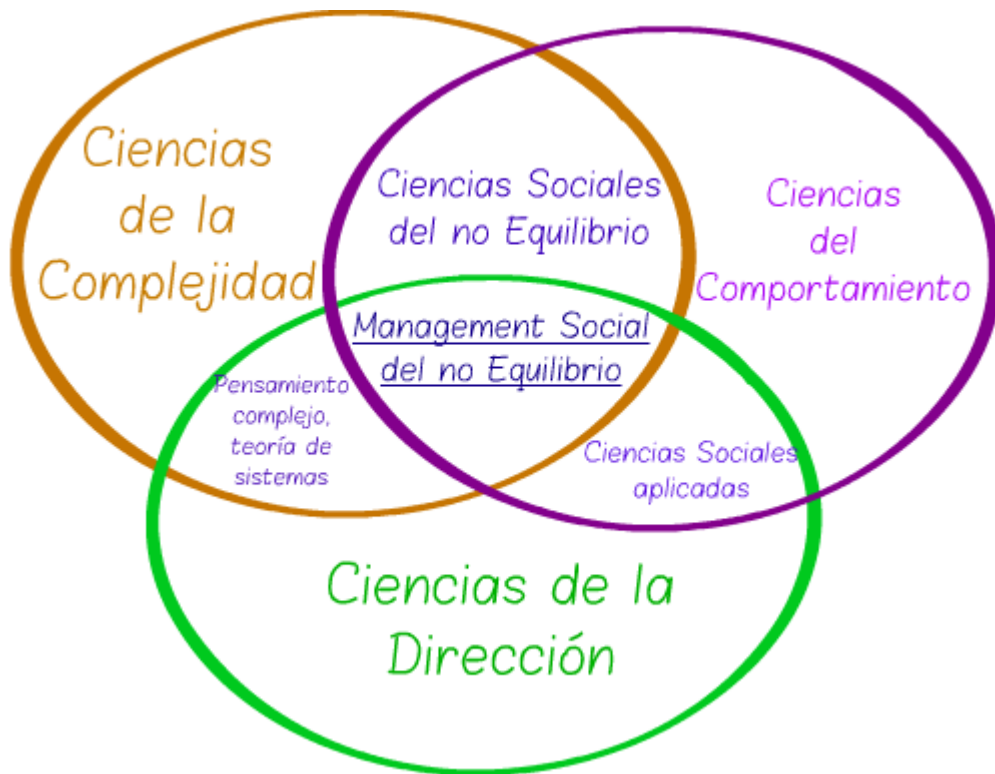 Ciencias
de la
Complejidad
Ciencias Sociales
del no Equilibrio
Ciencias
del
Comportamiento
Management Social
del no Equilibrio
Pensamiento
complejo,
teoría de
sistemas
Ciencias Sociales
aplicadas
Ciencias de la
Dirección